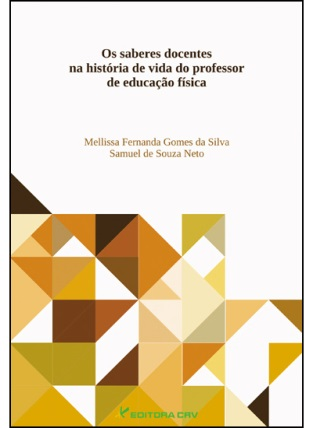 Os saberes docentes
na história de vida do professor
de educação física
Mellissa Fernanda Gomes da Silva
Samuel de Souza Neto
EDITORA CRV